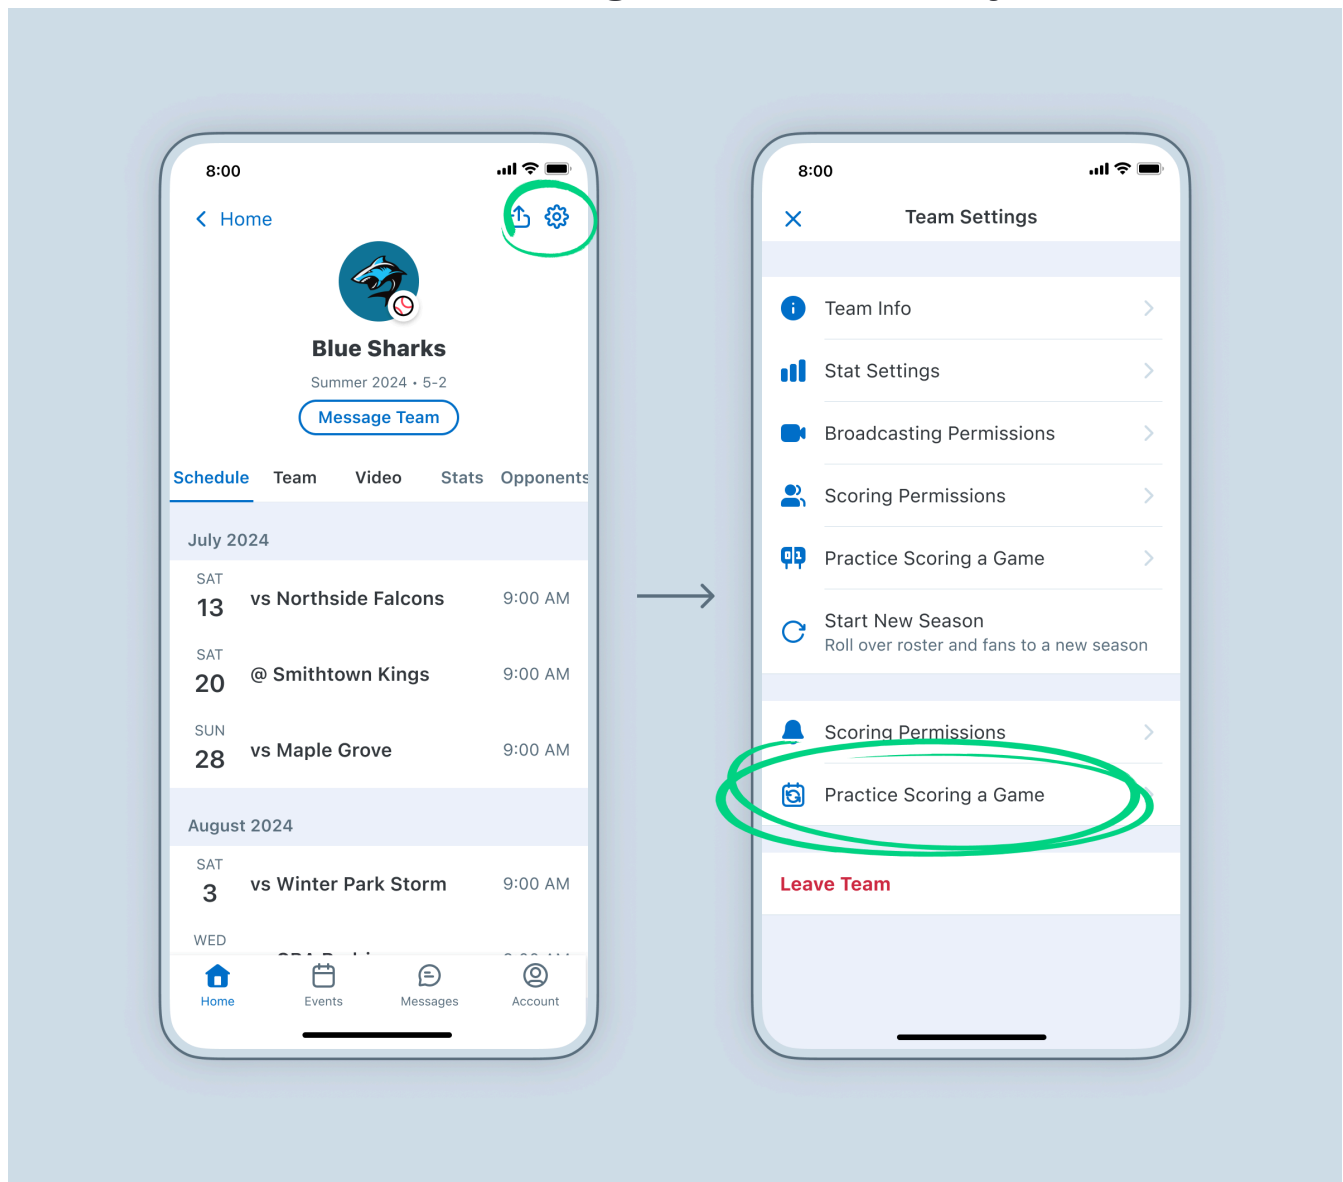 8:00
Home
Blue Sharks
Summer 2024 • 5-2
Message Team
Schedule Team Video Stats Opponents
July 2024
SAT
13 vs Northside Falcons 9:00 AM
SAT
20 @ Smithtown Kings 9:00 AM
SUN
28 vs Maple Grove 9:00 AM
August 2024
SAT
3 vs Winter Park Storm 9:00 AM
WED
Home Events Messages Account
8:00
Team Settings
Team Info
Stat Settings
Broadcasting Permissions
Scoring Permissions
0 1
Practice Scoring a Game
Start New Season
Roll over roster and fans to a new season
Scoring Permissions
Practice Scoring a Game
Leave Team